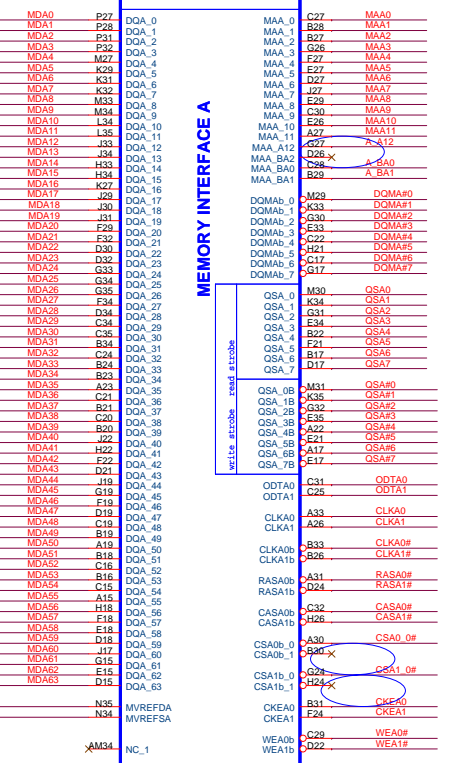 MDA0 P27 DQA_0
MDA1 P28 DQA_1
MDA2 P31 DQA_2
MDA3 P32 DQA_3
MDA4 M27 DQA_4
MDA5 K29 DQA_5
MDA6 K31 DQA_6
MDA7 K32 DQA_7
MDA8 M33 DQA_8
MDA9 M34 DQA_9
MDA10 L34 DQA_10
MDA11 L35 DQA_11
MDA12 J33 DQA_12
MDA13 J34 DQA_13
MDA14 H33 DQA_14
MDA15 H34 DQA_15
MDA16 K27 DQA_16
MDA17 J29 DQA_17
MDA18 J30 DQA_18
MDA19 J31 DQA_19
MDA20 F29 DQA_20
MDA21 F32 DQA_21
MDA22 D30 DQA_22
MDA23 D32 DQA_23
MDA24 G33 DQA_24
MDA25 G34 DQA_25
MDA26 G35 DQA_26
MDA27 F34 DQA_27
MDA28 D34 DQA_28
MDA29 C34 DQA_29
MDA30 C35 DQA_30
MDA31 B34 DQA_31
MDA32 C24 DQA_32
MDA33 B24 DQA_33
MDA34 B23 DQA_34
MDA35 A23 DQA_35
MDA36 C21 DQA_36
MDA37 B21 DQA_37
MDA38 C20 DQA_38
MDA39 B20 DQA_39
MDA40 J22 DQA_40
MDA41 H22 DQA_41
MDA42 F22 DQA_42
MDA43 D21 DQA_43
MDA44 J19 DQA_44
MDA45 G19 DQA_45
MDA46 F19 DQA_46
MDA47 D19 DQA_47
MDA48 C19 DQA_48
MDA49 B19 DQA_49
MDA50 A19 DQA_50
MDA51 B18 DQA_51
MDA52 C16 DQA_52
MDA53 B16 DQA_53
MDA54 C15 DQA_54
MDA55 A15 DQA_55
MDA56 H18 DQA_56
MDA57 F18 DQA_57
MDA58 E18 DQA_58
MDA59 D18 DQA_59
MDA60 J17 DQA_60
MDA61 G15 DQA_61
MDA62 E15 DQA_62
MDA63 D15 DQA_63
N35 MVREFDA
N34 MVREFSA
AM34 NC_1
MEMORY INTERFACE A
read strobe
write strobe
MAA_0 C27 MAA0
MAA_1 B28 MAA1
MAA_2 B27 MAA2
MAA_3 G26 MAA3
MAA_4 F27 MAA4
MAA_5 E27 MAA5
MAA_6 D27 MAA6
MAA_7 J27 MAA7
MAA_8 E29 MAA8
MAA_9 C30 MAA9
MAA_10 E26 MAA10
MAA_11 A27 MAA11
MAA_A12 G27 A_A12
MAA_BA2 D26
MAA_BA0 C28 A_BA0
MAA_BA1 B29 A_BA1
DQMAb_0 M29 DQMA#0
DQMAb_1 K33 DQMA#1
DQMAb_2 G30 DQMA#2
DQMAb_3 E33 DQMA#3
DQMAb_4 C22 DQMA#4
DQMAb_5 H21 DQMA#5
DQMAb_6 C17 DQMA#6
DQMAb_7 G17 DQMA#7
QSA_0 M30 QSA0
QSA_1 K34 QSA1
QSA_2 G31 QSA2
QSA_3 E34 QSA3
QSA_4 B22 QSA4
QSA_5 F21 QSA5
QSA_6 B17 QSA6
QSA_7 D17 QSA7
QSA_0B M31 QSA#0
QSA_1B K35 QSA#1
QSA_2B G32 QSA#2
QSA_3B E35 QSA#3
QSA_4B A22 QSA#4
QSA_5B E21 QSA#5
QSA_6B A17 QSA#6
QSA_7B E17 QSA#7
ODTA0 C31 ODTA0
ODTA1 C25 ODTA1
CLKA0 A33 CLKA0
CLKA1 A26 CLKA1
CLKA0b B33 CLKA0#
CLKA1b B26 CLKA1#
RASA0b A31 RASA0#
RASA1b D24 RASA1#
CASA0b C32 CASA0#
CASA1b H26 CASA1#
CSA0b_0 A30 CSA0_0#
CSA0b_1 B30
CSA1b_0 G24 CSA1_0#
CSA1b_1 H24
CKEA0 B31 CKEA0
CKEA1 F24 CKEA1
WEA0b C29 WEA0#
WEA1b D22 WEA1#